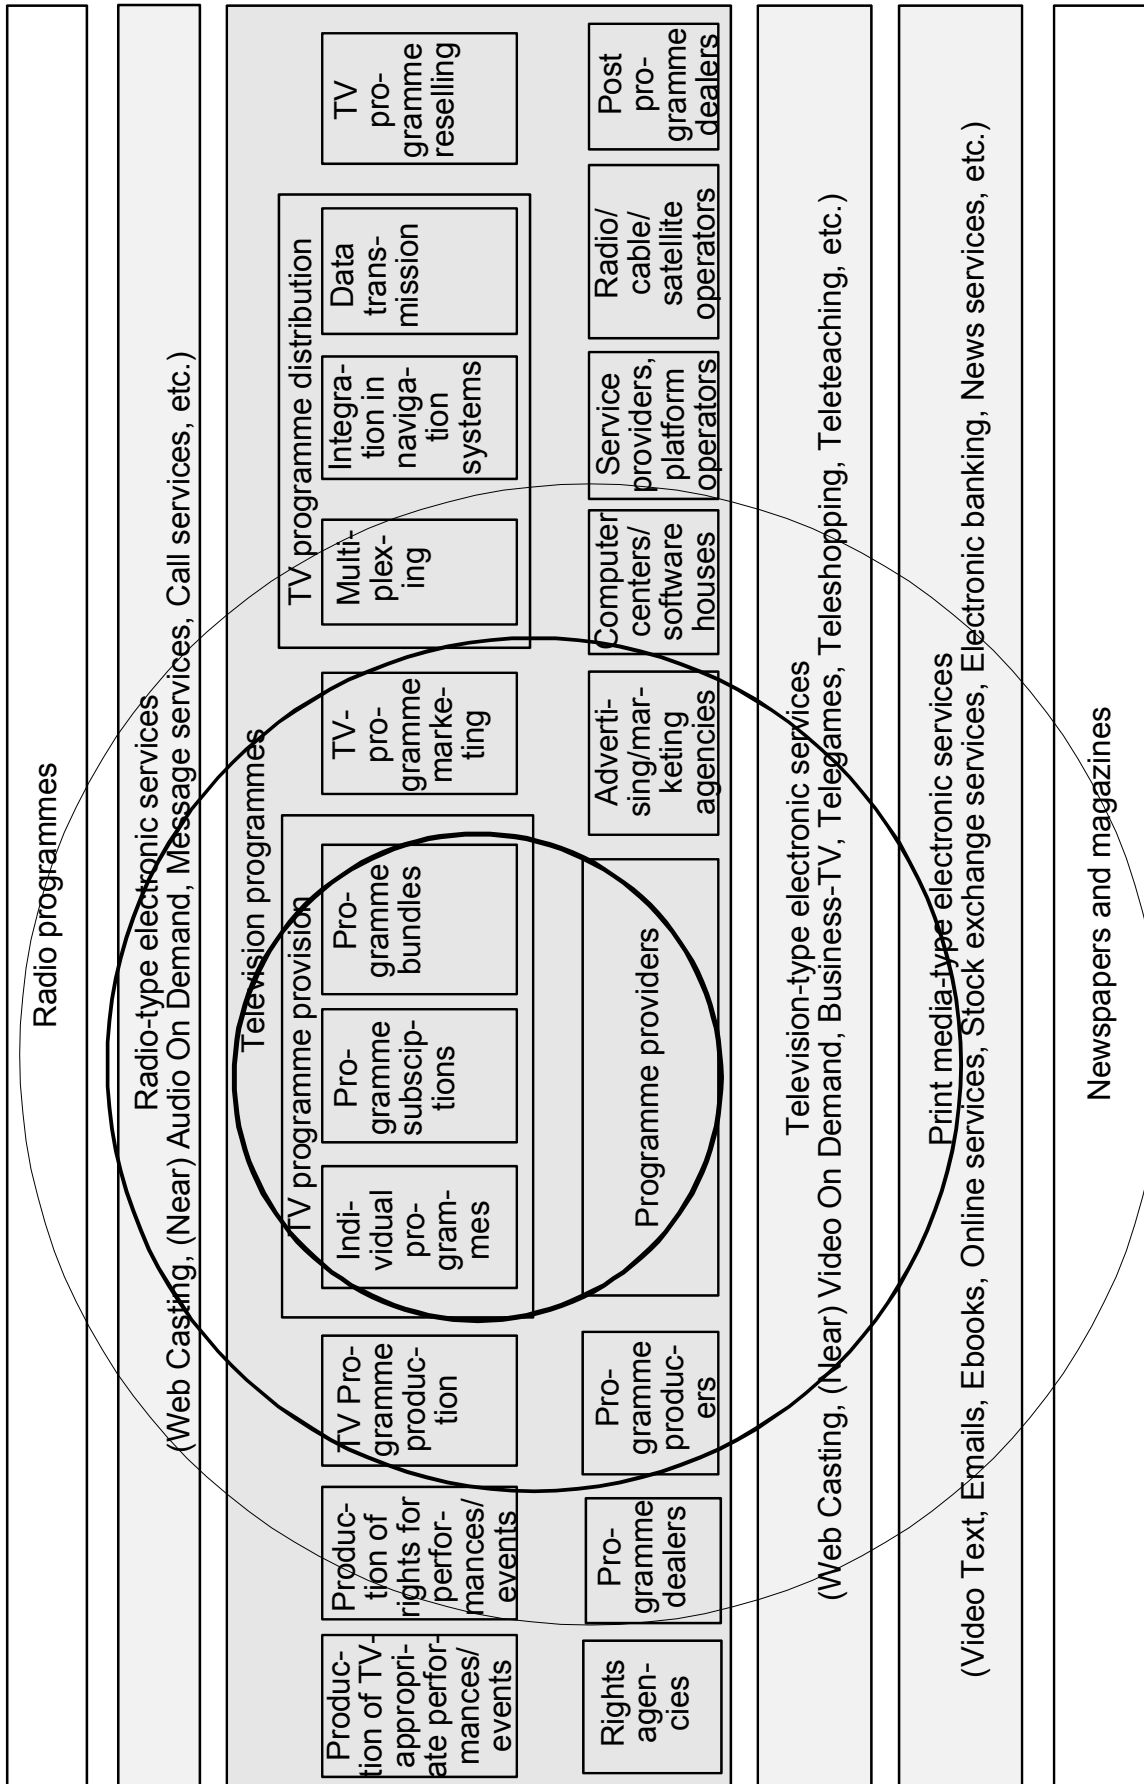 Radio programmes
Radio-type electronic services
(Web Casting, (Near) Audio On Demand, Message services, Call services, etc.)
Television programmes
TV programme provision
TV programme distribution
Produc-
tion of TV-
appropri-
ate perfor-
mances/
events
Produc-
tion of
rights for
perfor-
mances/
events
TV Pro-
gramme
produc-
tion
Indi-
vidual
pro-
gram-
mes
Pro-
gramme
subscip-
tions
Pro-
gramme
bundles
TV-
pro-
gramme
marke-
ting
Multi-
plex-
ing
Integra-
tion in
naviga-
tion
systems
Data
trans-
mission
TV
pro-
gramme
reselling
Rights
agen-
cies
Pro-
gramme
dealers
Pro-
gramme
produc-
ers
Programme providers
Adverti-
sing/mar-
keting
agencies
Computer
centers/
software
houses
Service
providers,
platform
operators
Radio/
cable/
satellite
operators
Post
pro-
gramme
dealers
Television-type electronic services
(Web Casting, (Near) Video On Demand, Business-TV, Telegames, Teleshopping, Teleteaching, etc.)
Print media-type electronic services
(Video Text, Emails, Ebooks, Online services, Stock exchange services, Electronic banking, News services, etc.)
Newspapers and magazines